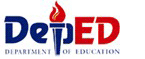 DepED
DEPARTMENT OF EDUCATION